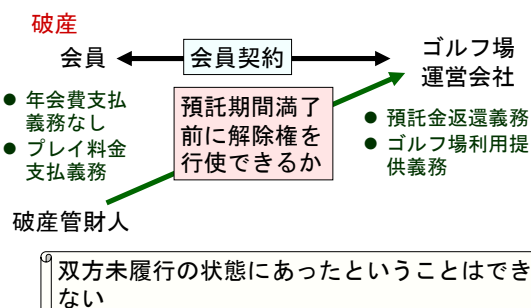 破産
会員
会員契約
ゴルフ場
運営会社
● 年会費支払
義務なし
● プレイ料金
支払義務
預託期間満了
前に解除権を
行使できるか
● 預託金返還義務
● ゴルフ場利用提
供義務
破産管財人
双方未履行の状態にあったということはでき
ない